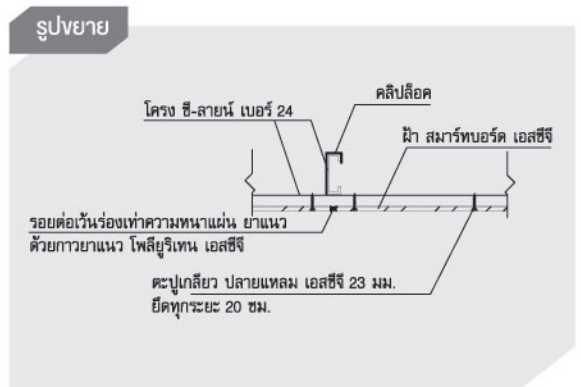 รูปขยาย
คลิปล็อค
โครง ซี-ลายน์ เบอร์ 24
ฝ้า สมาร์ทบอร์ด เอสซีจี
รอยต่อเว้นร่องเท่าความหนาแผ่น ยาแนว
ด้วยกาวยาแนว โพลียูริเทน เอสซีจี
ตะปูเกลียว ปลายแหลม เอสซีจี 23 มม.
ยึดทุกระยะ 20 ซม.